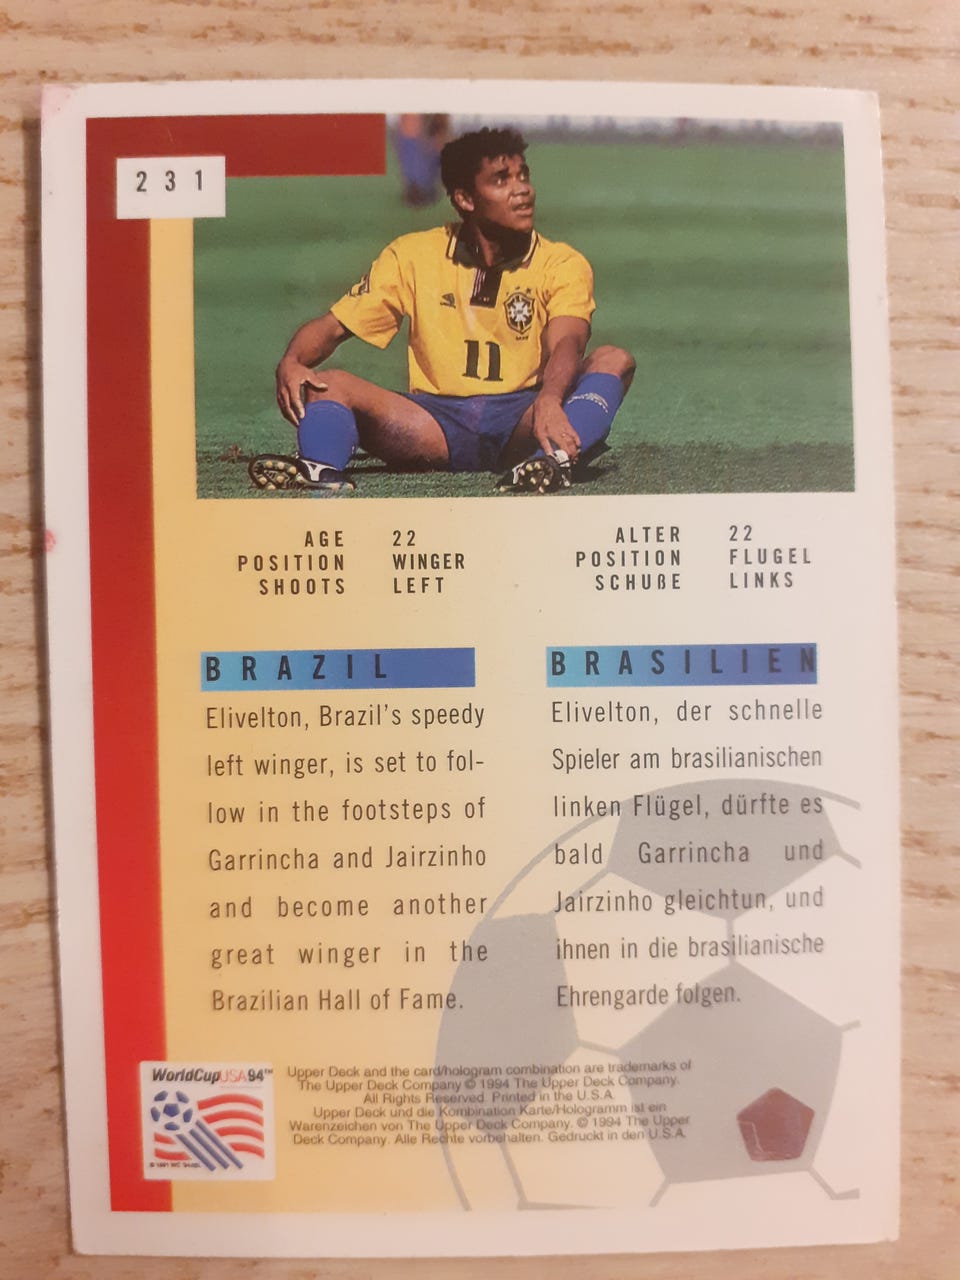 231
11
AGE 22
POSITION WINGER
SHOOTS LEFT
ALTER 22
POSITION FLUGEL
SCHUßE LINKS
BRAZIL
Elivelton, Brazil's speedy
left winger, is set to fol-
low in the footsteps of
Garrincha and Jairzinho
and become another
great winger in the
Brazilian Hall of Fame.
BRASILIEN
Elivelton, der schnelle
Spieler am brasilianischen
linken Flügel, dürfte es
bald Garrincha und
Jairzinho gleichtun, und
ihnen in die brasilianische
Ehrengarde folgen.
WorldCupUSA94™
Upper Deck and the card/hologram combination are trademarks of
The Upper Deck Company © 1994 The Upper Deck Company.
All Rights Reserved. Printed in the U.S.A.
Upper Deck und die Kombination Karte/Hologramm ist ein
Warenzeichen von The Upper Deck Company. © 1994 The Upper
Deck Company. Alle Rechte vorbehalten. Gedruckt in den U.S.A.